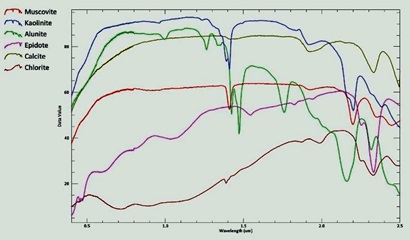 Muscovite
Kaolinite
Alunite
Epidote
Calcite
Chlorite
Data Value
80
60
40
20
0.5
1.0
1.5
2.0
2.5
Wavelength (um)